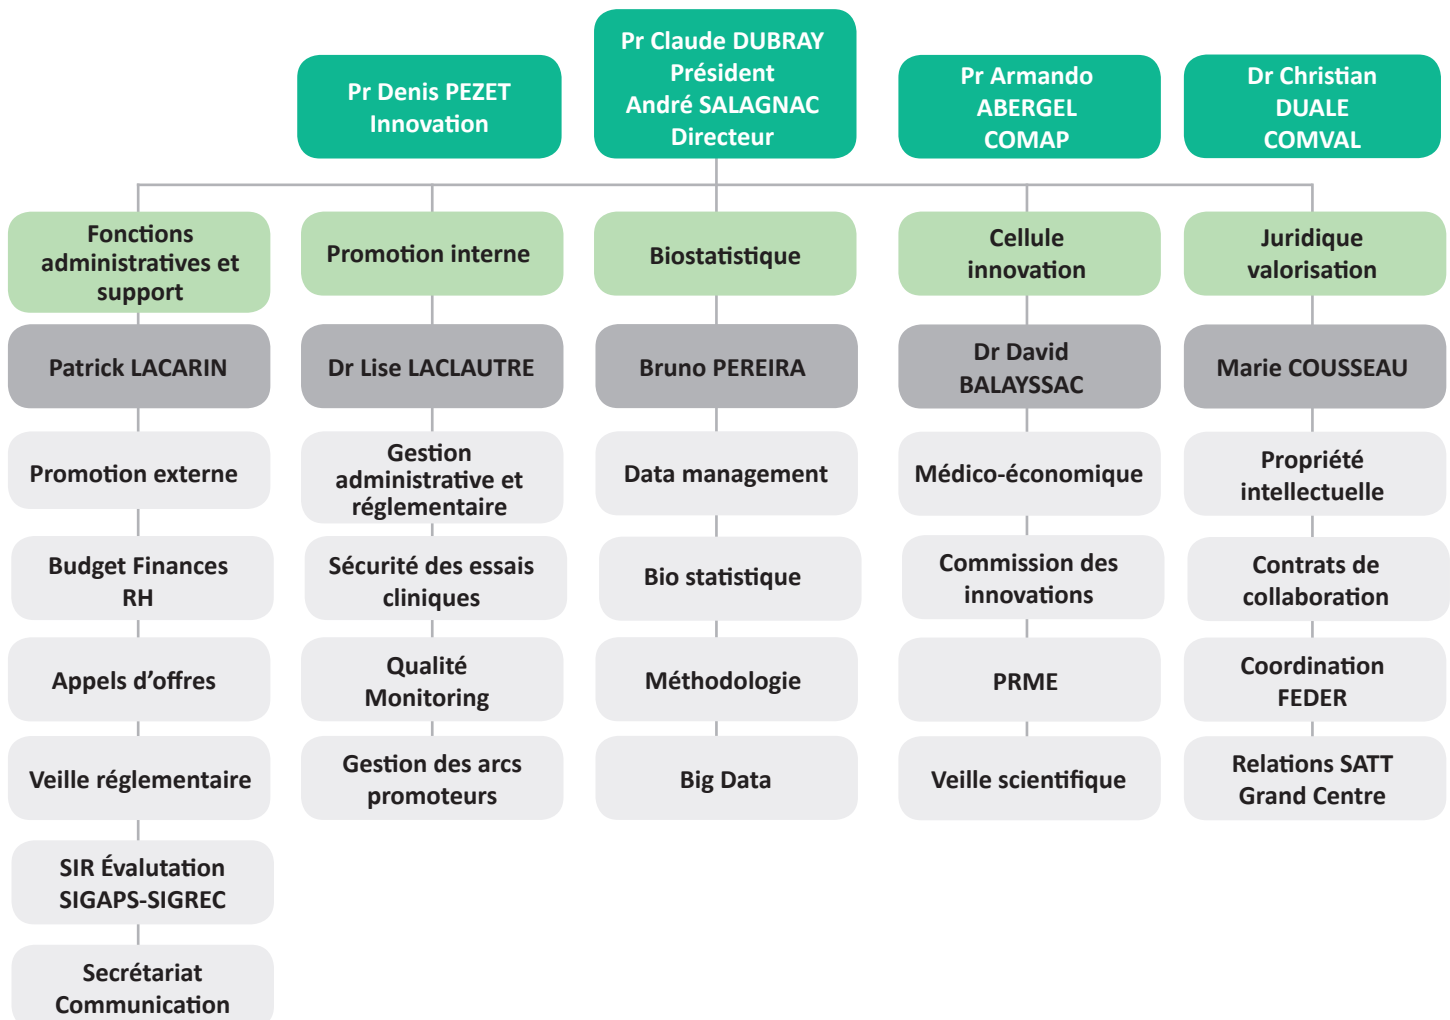 Pr Denis PEZET
Innovation
Pr Claude DUBRAY
Président
André SALAGNAC
Directeur
Pr Armando
ABERGEL
COMAP
Dr Christian
DUALE
COMVAL
Fonctions
administratives et
support
Patrick LACARIN
Promotion externe
Budget Finances
RH
Appels d’offres
Veille réglementaire
SIR Évalutation
SIGAPS-SIGREC
Secrétariat
Communication
Promotion interne
Dr Lise LACLAUTRE
Gestion
administrative et
réglementaire
Sécurité des essais
cliniques
Qualité
Monitoring
Gestion des arcs
promoteurs
Biostatistique
Bruno PEREIRA
Data management
Bio statistique
Méthodologie
Big Data
Cellule
innovation
Dr David
BALAYSSAC
Médico-économique
Commission des
innovations
PRME
Veille scientifique
Juridique
valorisation
Marie COUSSEAU
Propriété
intellectuelle
Contrats de
collaboration
Coordination
FEDER
Relations SATT
Grand Centre